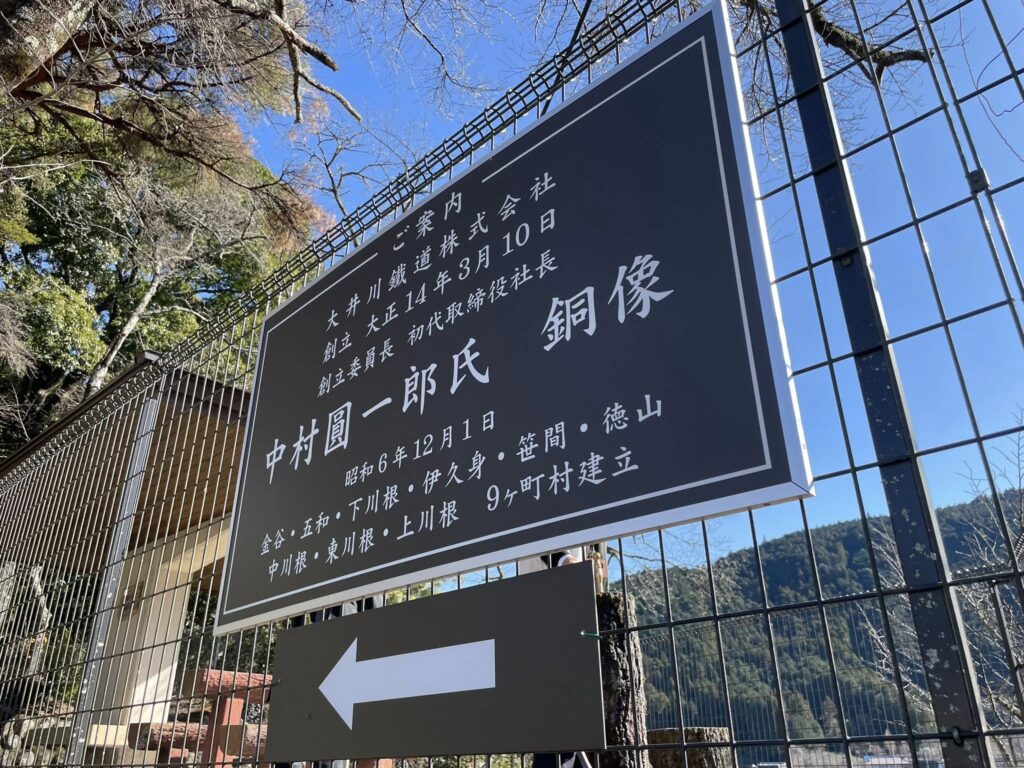 ご案内
大井川鐵道株式会社
創立 大正14年3月10日
創立委員長 初代取締役社長
中村圓一郎氏 銅像
昭和6年12月1日
金谷・五和・下川根・伊久身・笹間・徳山
中川根・東川根・上川根 9ヶ町村建立